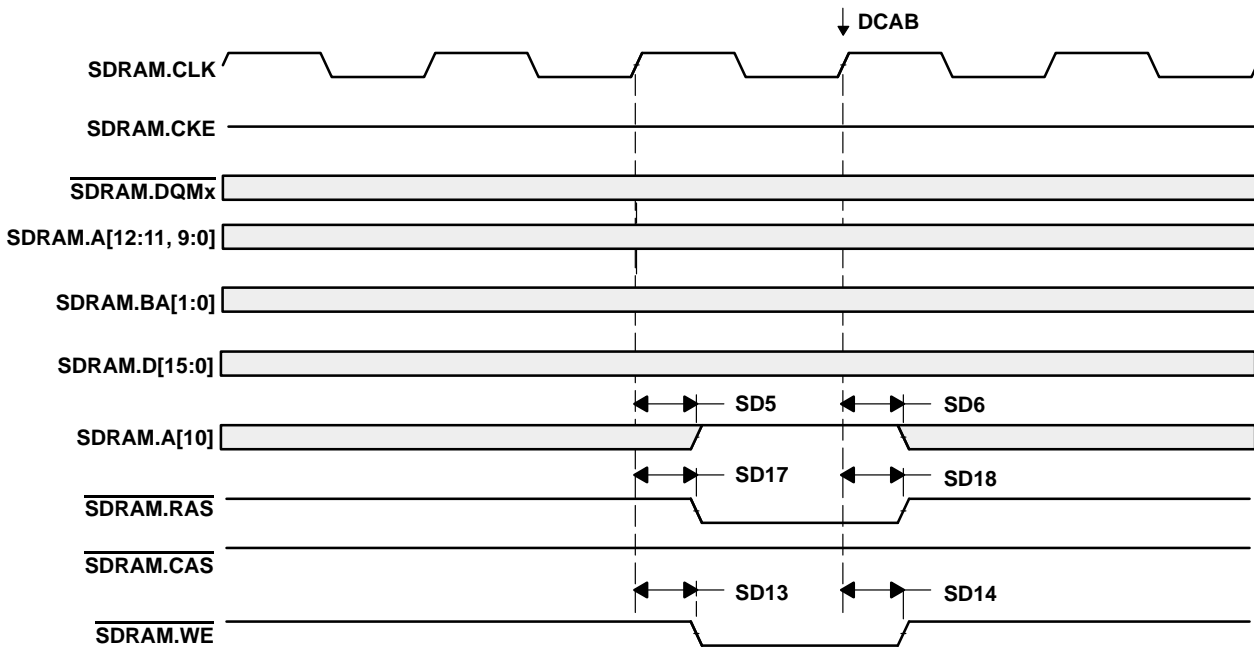 DCAB
SDRAM.CLK
SDRAM.CKE
SDRAM.DQMx
SDRAM.A[12:11, 9:0]
SDRAM.BA[1:0]
SDRAM.D[15:0]
SD5
SD6
SDRAM.A[10]
SD17
SD18
SDRAM.RAS
SDRAM.CAS
SD13
SD14
SDRAM.WE